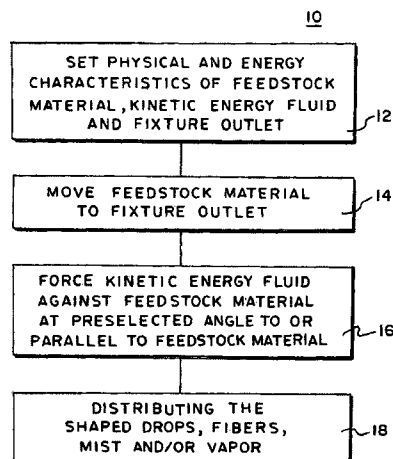 10
SET PHYSICAL AND ENERGY
CHARACTERISTICS OF FEEDSTOCK
MATERIAL, KINETIC ENERGY FLUID
AND FIXTURE OUTLET
12
MOVE FEEDSTOCK MATERIAL
TO FIXTURE OUTLET
14
FORCE KINETIC ENERGY FLUID
AGAINST FEEDSTOCK MATERIAL
AT PRESELECTED ANGLE TO OR
PARALLEL TO FEEDSTOCK MATERIAL
16
DISTRIBUTING THE
SHAPED DROPS, FIBERS,
MIST AND/OR VAPOR
18